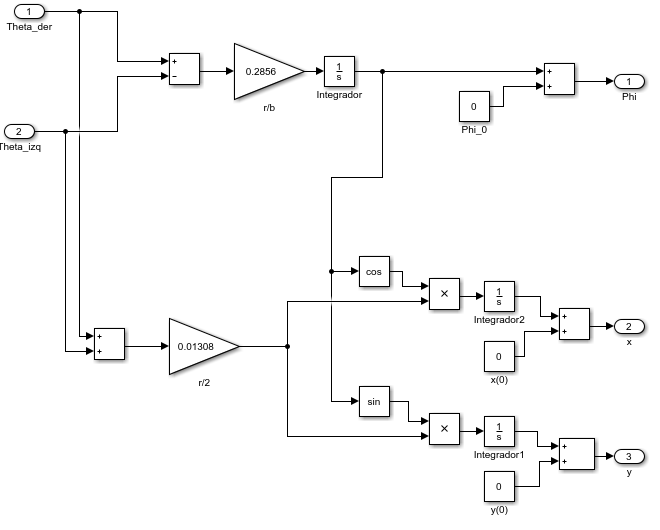 1
Theta_der
+
−
0.2856
r/b
1
s
Integrador
+
+
0
Phi_0
1
Phi
2
Theta_izq
cos
×
1
s
Integrador2
+
+
0
x(0)
2
x
+
+
0.01308
r/2
sin
×
1
s
Integrador1
+
+
0
y(0)
3
y